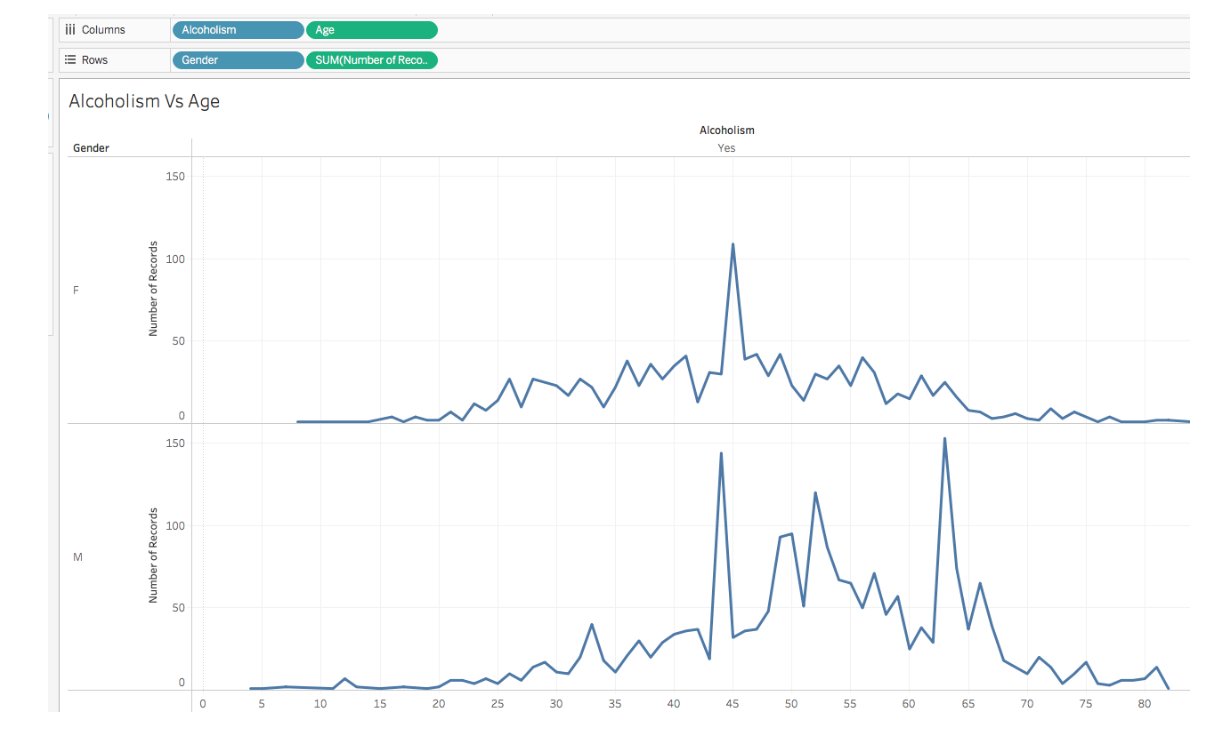 Columns Alcoholism Age
Rows Gender SUM(Number of Reco..
Alcoholism Vs Age
Alcoholism
Gender Yes
150
100
50
0
Number of Records
F
150
100
50
0
Number of Records
M
0 5 10 15 20 25 30 35 40 45 50 55 60 65 70 75 80